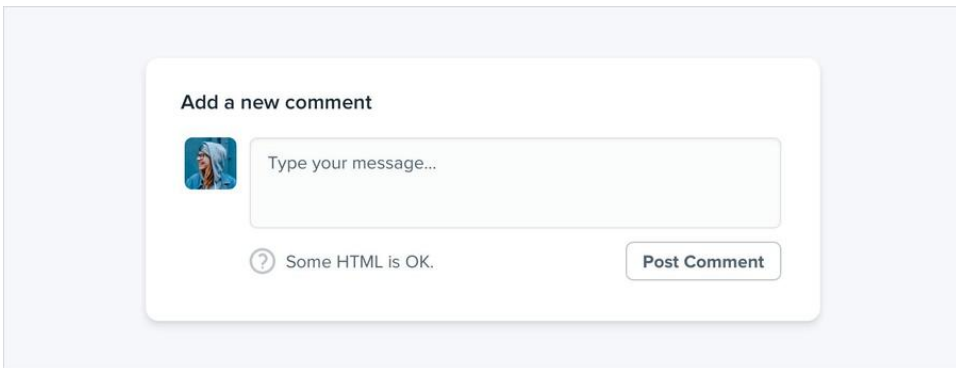 Add a new comment
Type your message...
Some HTML is OK.
Post Comment